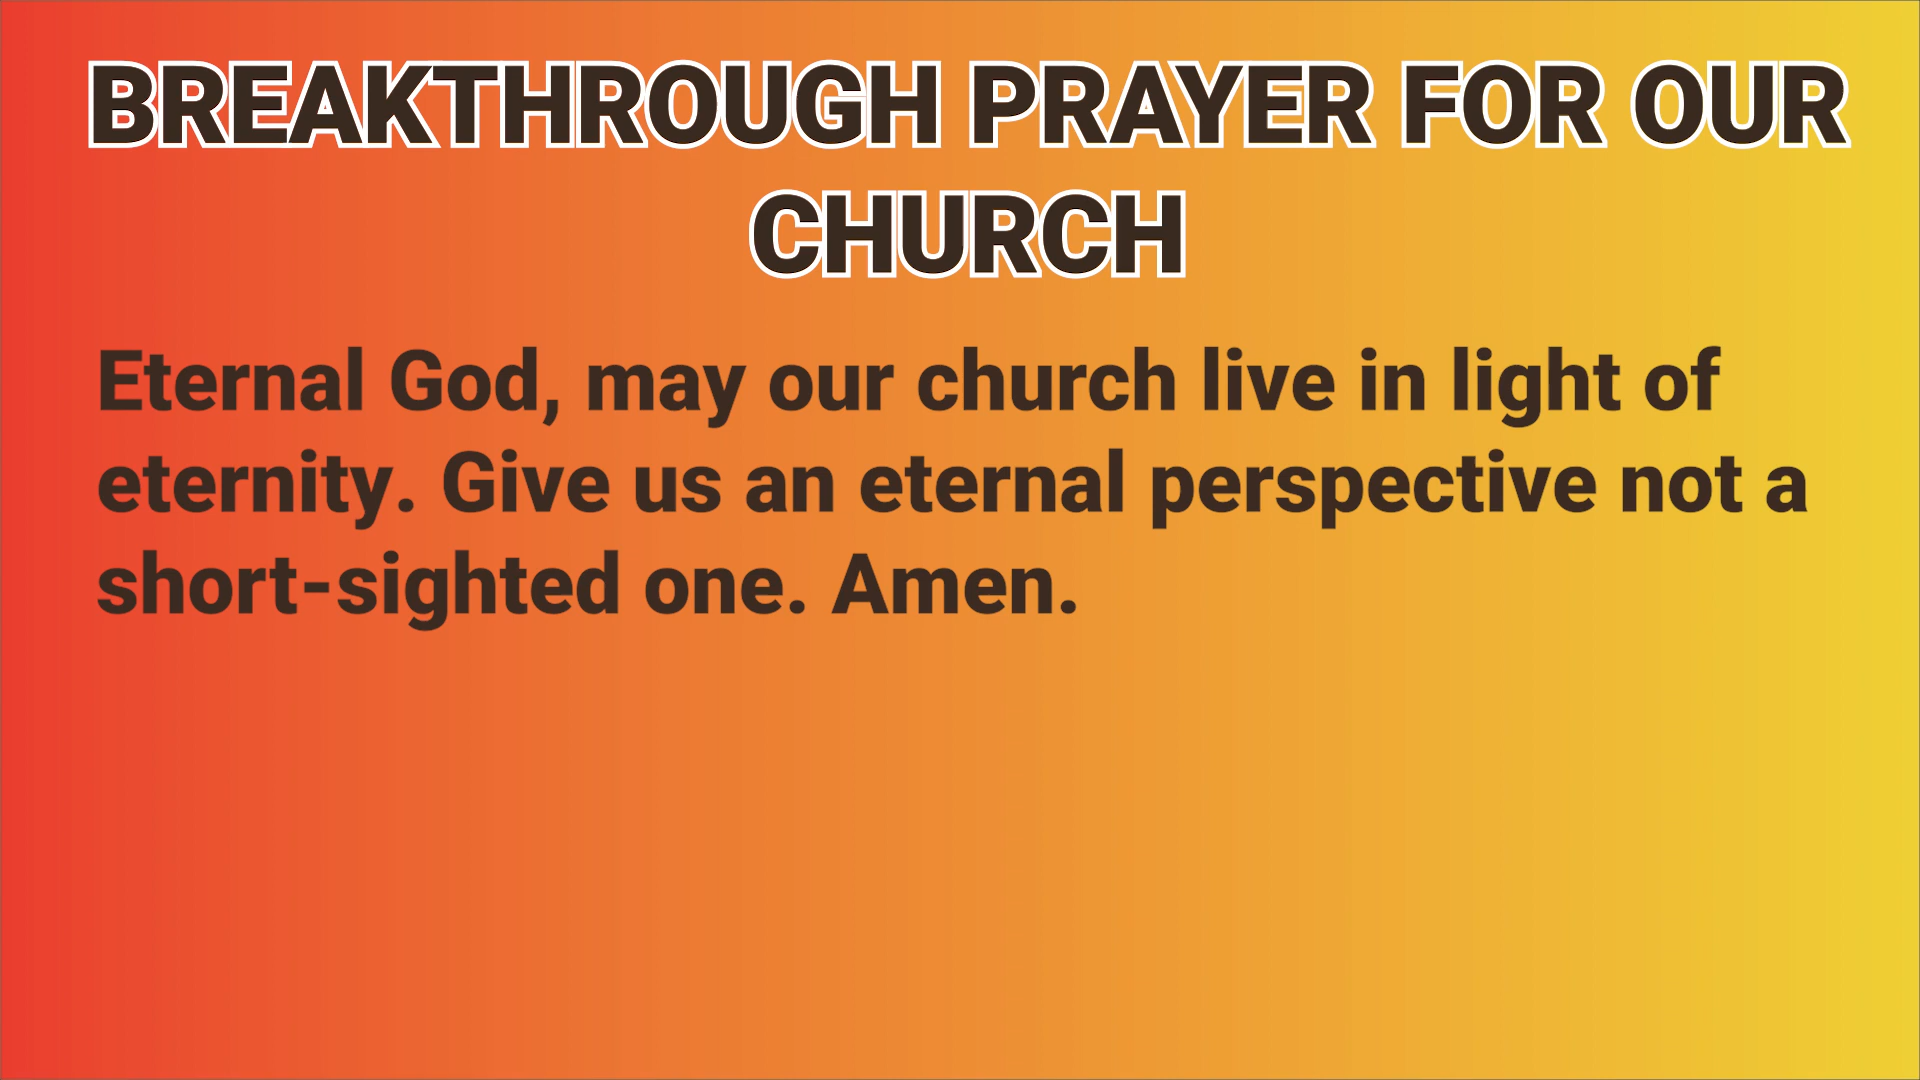 BREAKTHROUGH PRAYER FOR OUR
CHURCH
Eternal God, may our church live in light of
eternity. Give us an eternal perspective not a
short-sighted one. Amen.